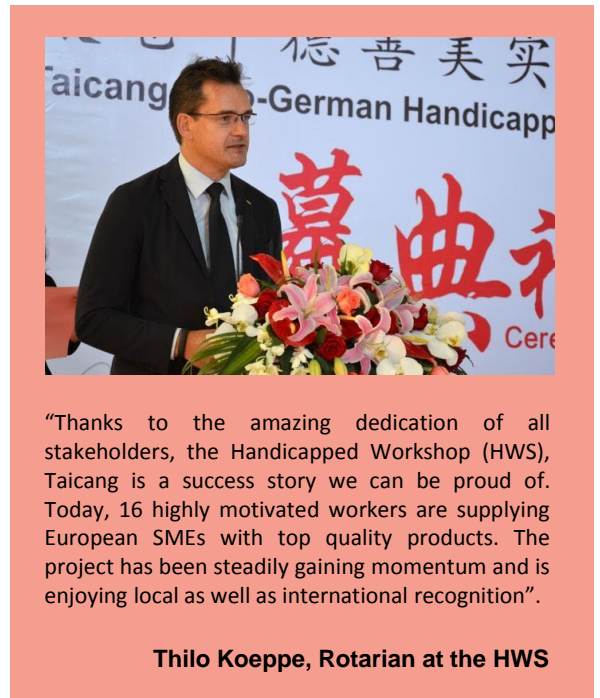 德善美实
Taicang -German Handicapp
幕典礼
Cere
“Thanks to the amazing dedication of all
stakeholders, the Handicapped Workshop (HWS),
Taicang is a success story we can be proud of.
Today, 16 highly motivated workers are supplying
European SMEs with top quality products. The
project has been steadily gaining momentum and is
enjoying local as well as international recognition”.
Thilo Koeppe, Rotarian at the HWS